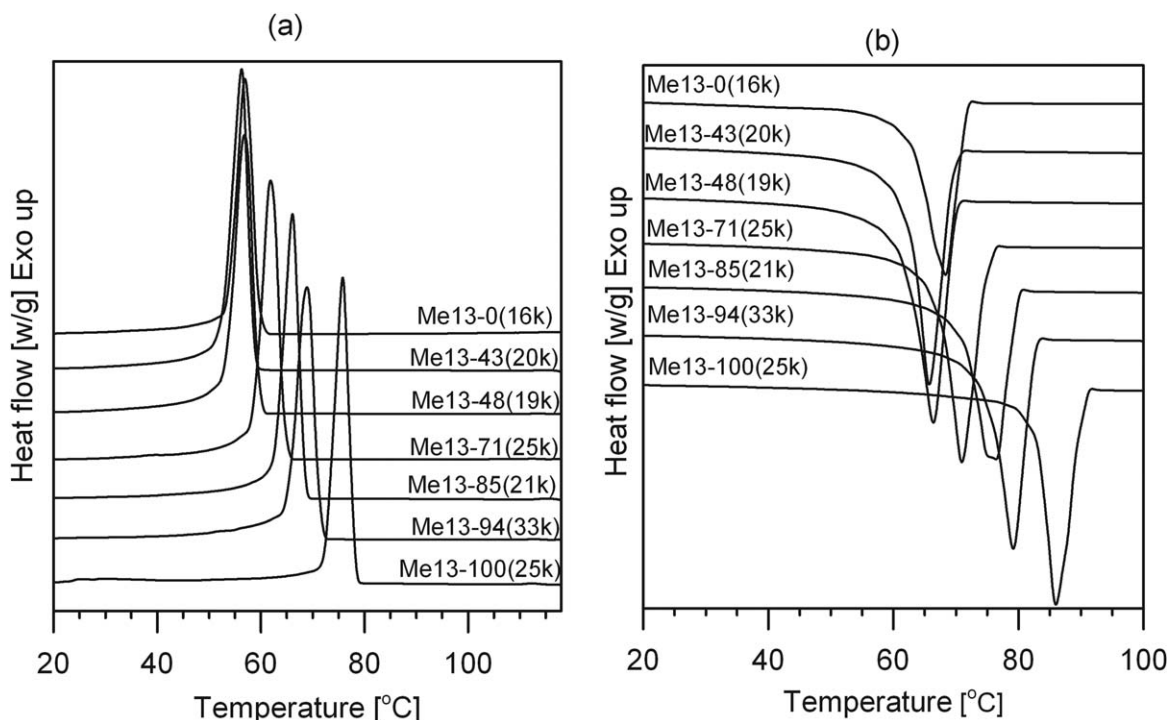 (a)
Heat flow [w/g] Exo up
Me13-0(16k)
Me13-43(20k)
Me13-48(19k)
Me13-71(25k)
Me13-85(21k)
Me13-94(33k)
Me13-100(25k)
20 40 60 80 100
Temperature [°C]
(b)
Heat flow [w/g] Exo up
Me13-0(16k)
Me13-43(20k)
Me13-48(19k)
Me13-71(25k)
Me13-85(21k)
Me13-94(33k)
Me13-100(25k)
20 40 60 80 100
Temperature [°C]